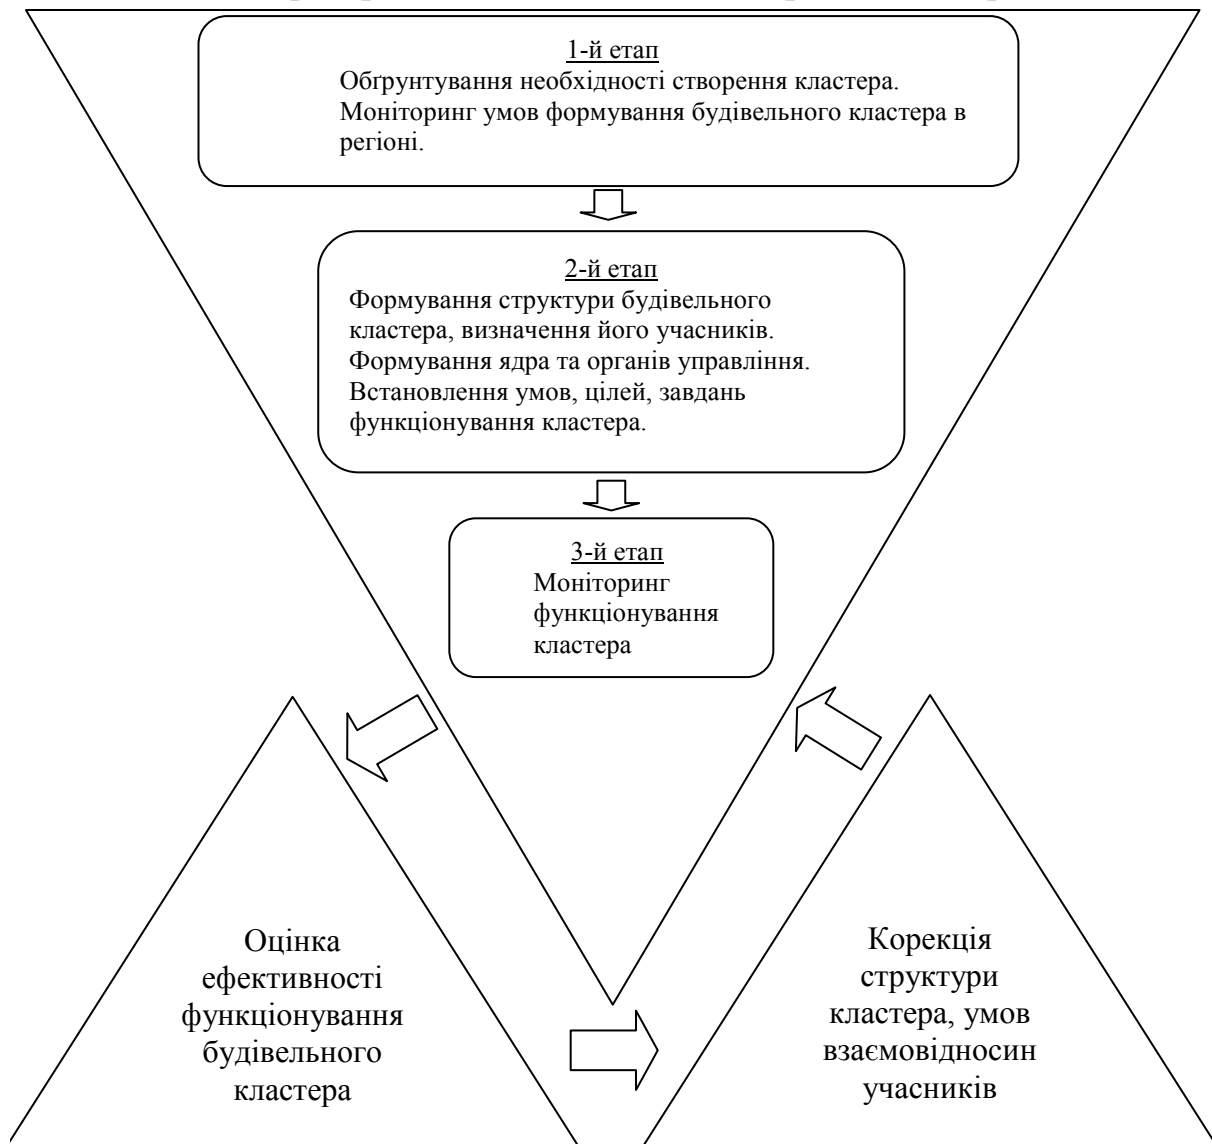 1-й етап
Обґрунтування необхідності створення кластера.
Моніторинг умов формування будівельного кластера в
регіоні.
2-й етап
Формування структури будівельного
кластера, визначення його учасників.
Формування ядра та органів управління.
Встановлення умов, цілей, завдань
функціонування кластера.
3-й етап
Моніторинг
функціонування
кластера
Оцінка
ефективності
функціонування
будівельного
кластера
Корекція
структури
кластера, умов
взаємовідносин
учасників